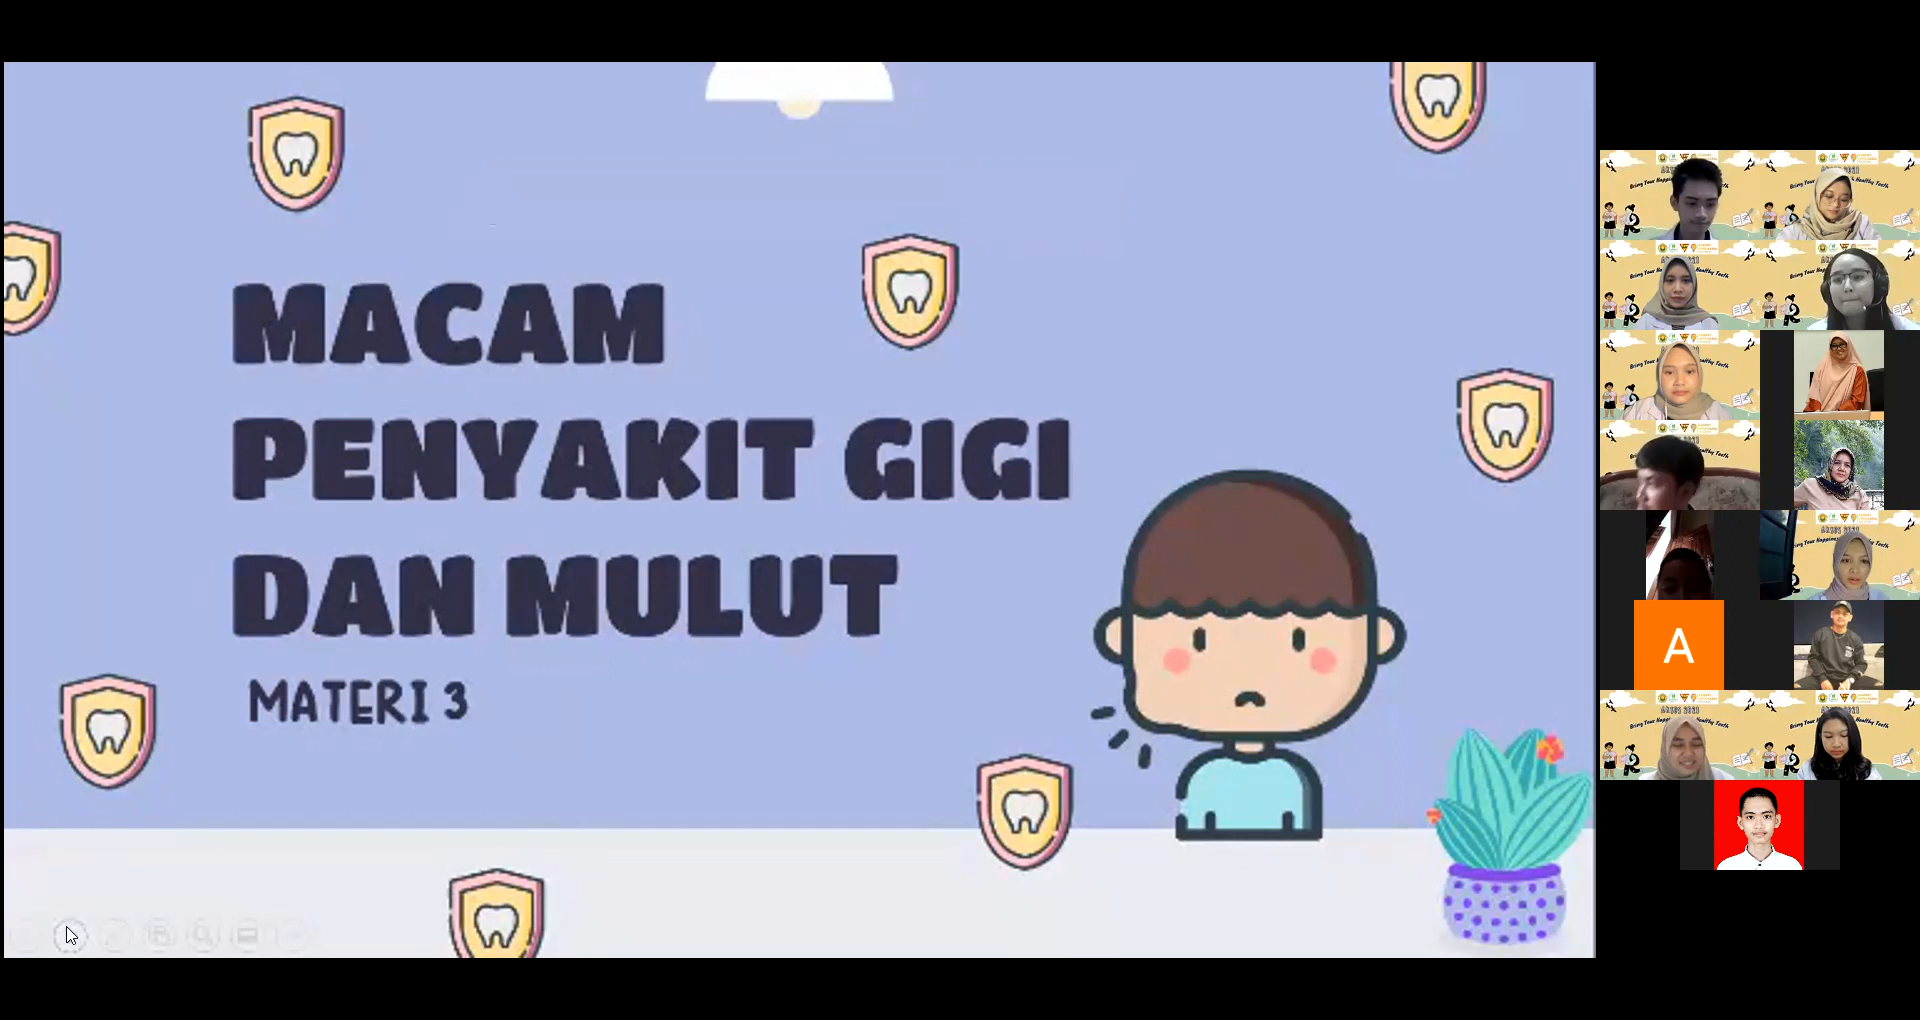 MACAM
PENYAKIT GIGI
DAN MULUT
MATERI 3
A